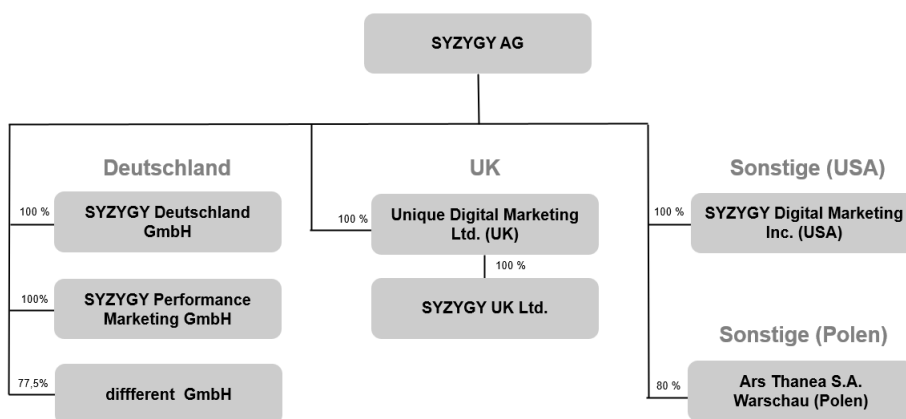 SYZYGY AG
Deutschland
100 %
SYZYGY Deutschland
GmbH
100%
SYZYGY Performance
Marketing GmbH
77,5%
diffferent GmbH
UK
100 %
Unique Digital Marketing
Ltd. (UK)
100 %
SYZYGY UK Ltd.
Sonstige (USA)
100 %
SYZYGY Digital Marketing
Inc. (USA)
Sonstige (Polen)
80 %
Ars Thanea S.A.
Warschau (Polen)